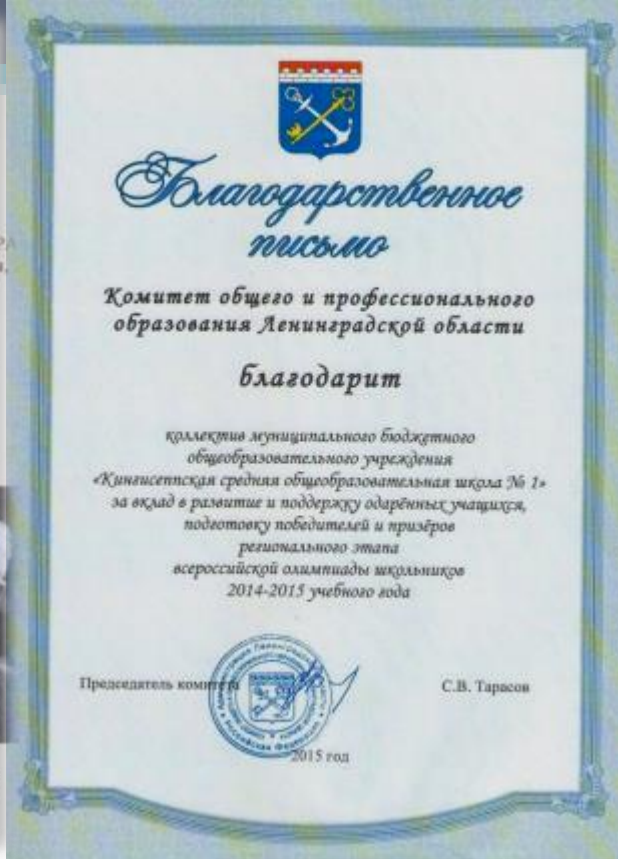 Благодарственное
письмо
Комитет общего и профессионального
образования Ленинградской области
благодарит
коллектив муниципального бюджетного
общеобразовательного учреждения
«Кингисеппская средняя общеобразовательная школа № 1»
за вклад в развитие и поддержку одарённых учащихся,
подготовку победителей и призёров
регионального этапа
всероссийской олимпиады школьников
2014-2015 учебного года
Председатель комитета С.В. Тарасов
2015 год